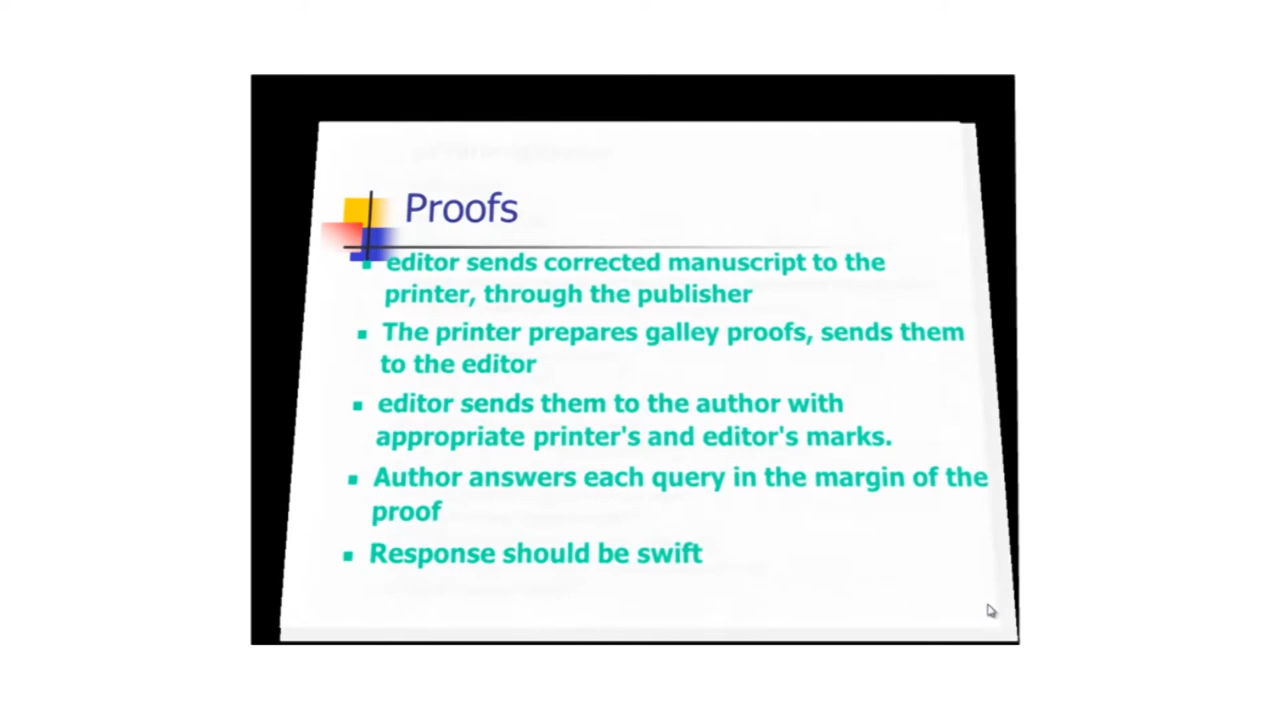 Proofs
editor sends corrected manuscript to the
printer, through the publisher
The printer prepares galley proofs, sends them
to the editor
editor sends them to the author with
appropriate printer's and editor's marks.
Author answers each query in the margin of the
proof
Response should be swift